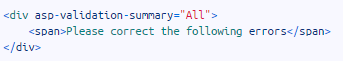 <div asp-validation-summary="All">
    <span>Please correct the following errors</span>
</div>